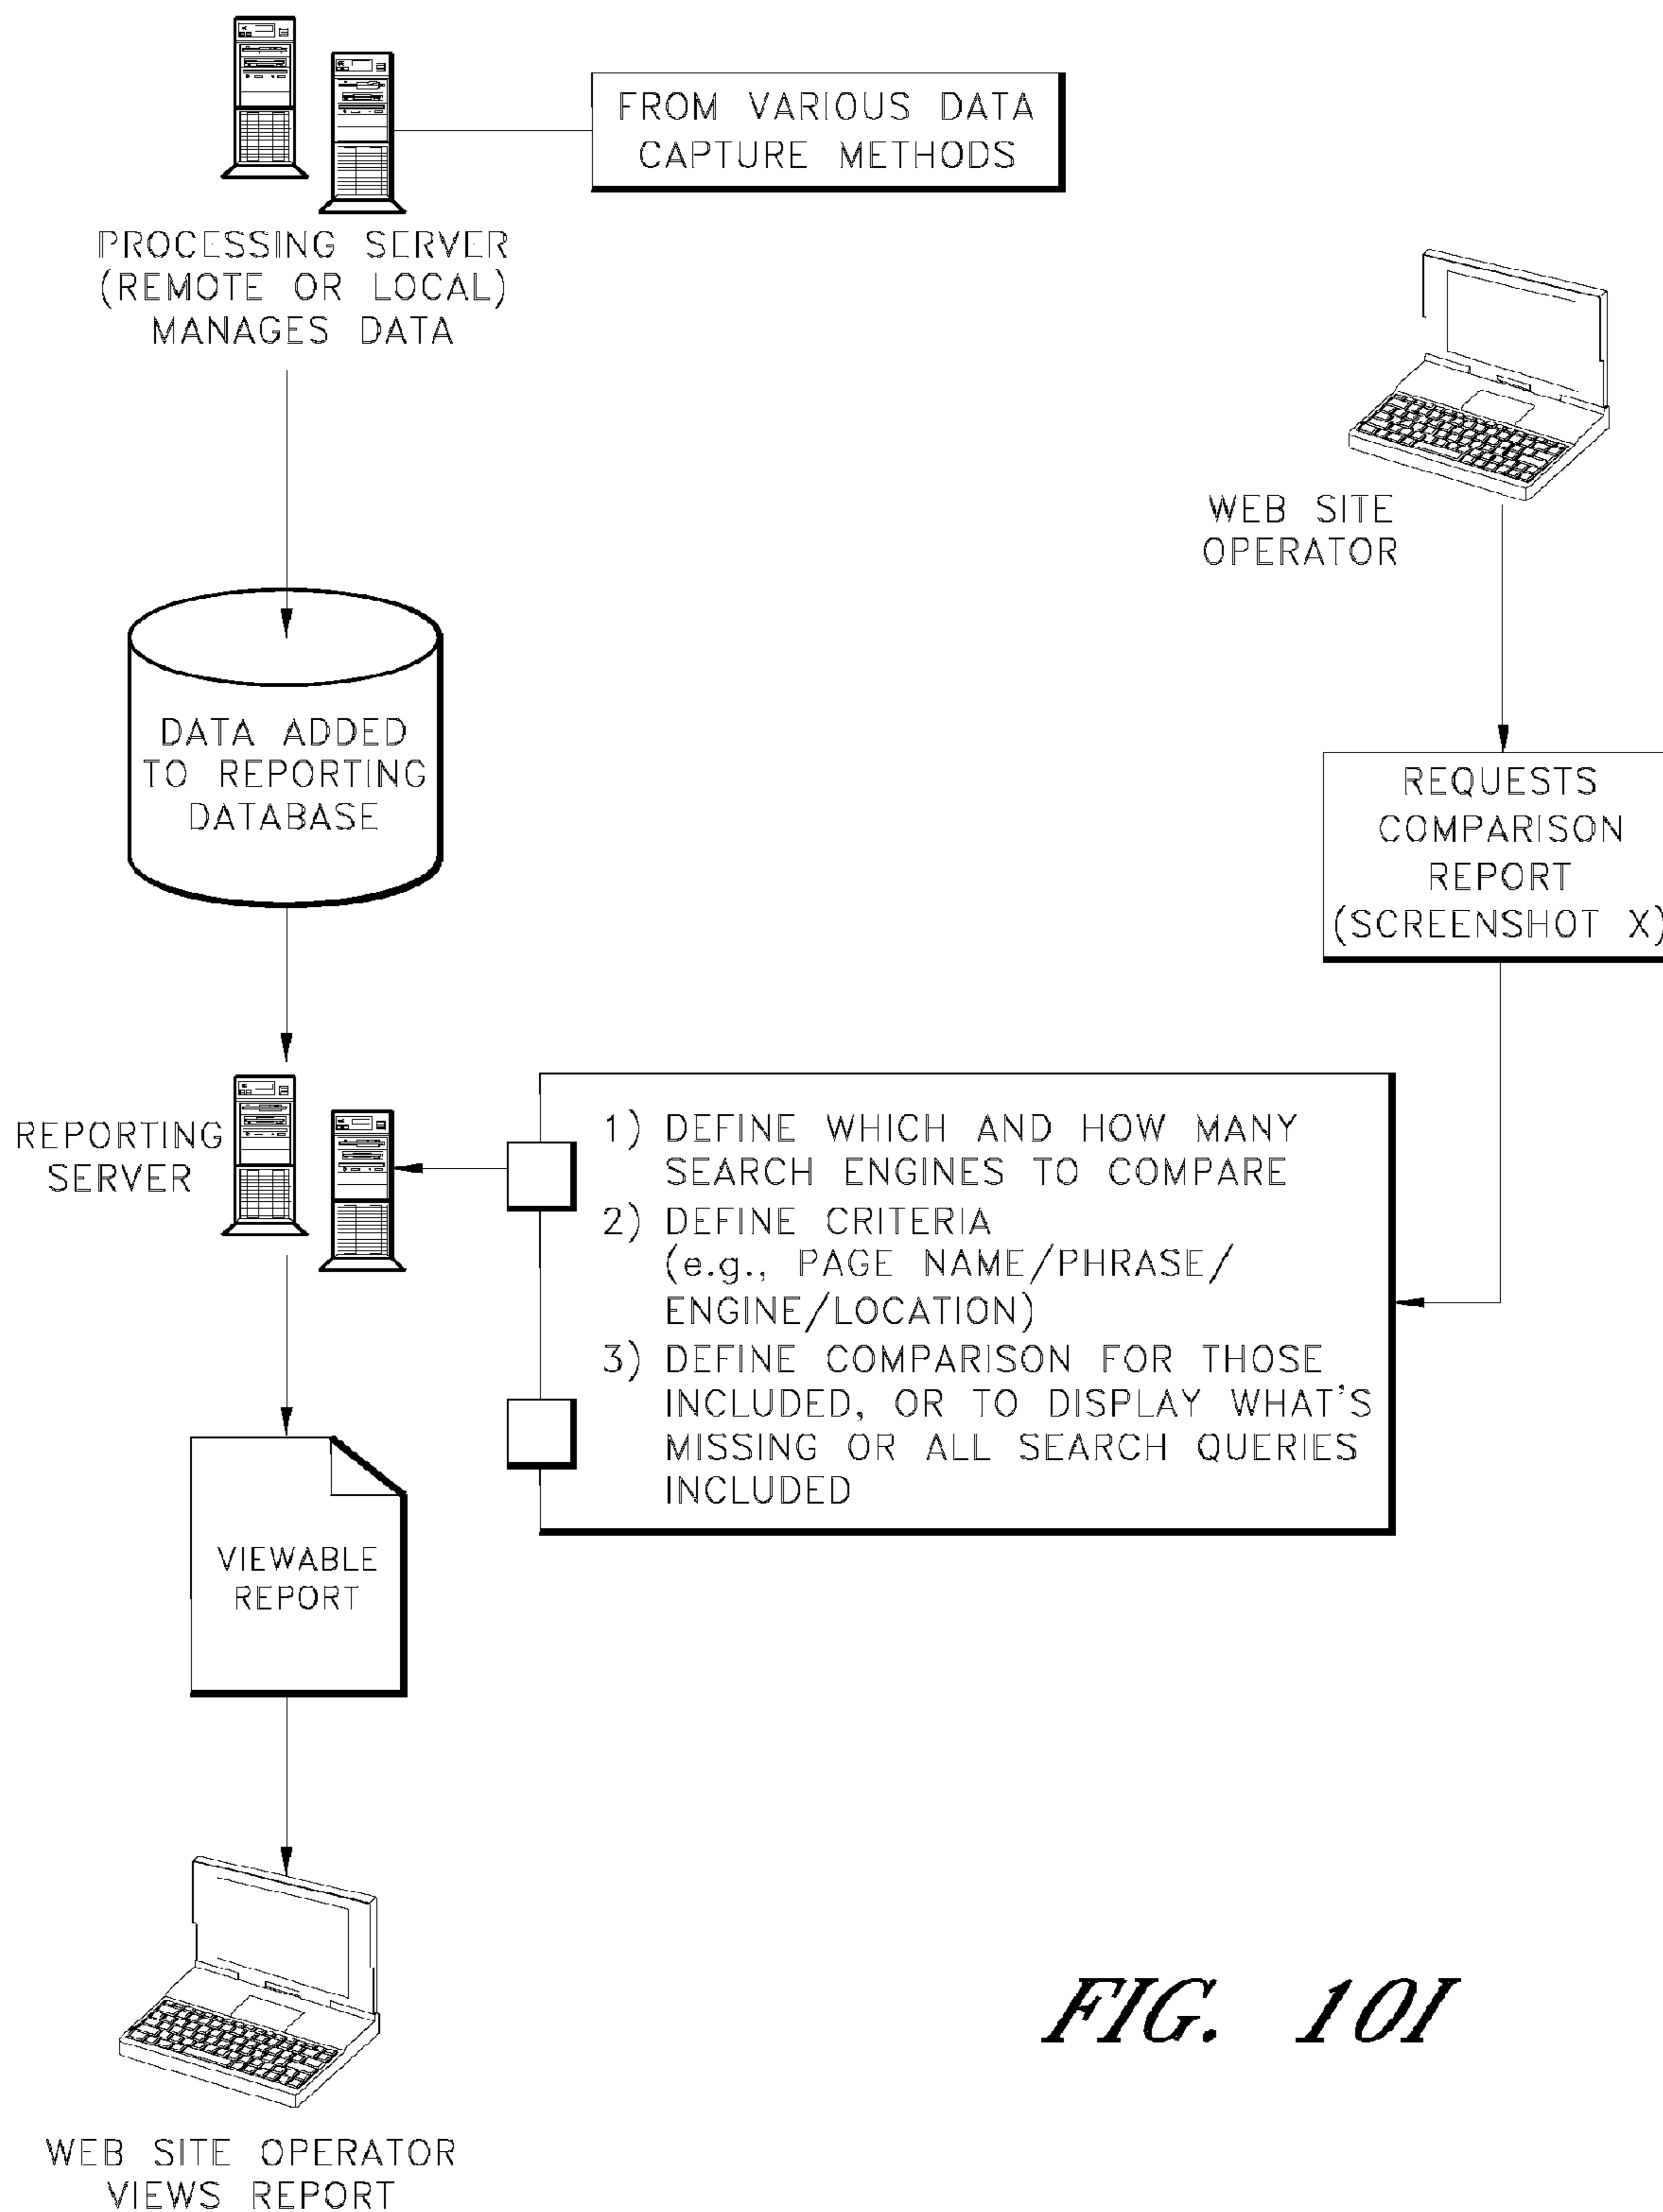 FROM VARIOUS DATA
CAPTURE METHODS
PROCESSING SERVER
(REMOTE OR LOCAL)
MANAGES DATA
WEB SITE
OPERATOR
DATA ADDED
TO REPORTING
DATABASE
REQUESTS
COMPARISON
REPORT
(SCREENSHOT X)
REPORTING
SERVER
1) DEFINE WHICH AND HOW MANY
SEARCH ENGINES TO COMPARE
2) DEFINE CRITERIA
(e.g., PAGE NAME/PHRASE/
ENGINE/LOCATION)
3) DEFINE COMPARISON FOR THOSE
INCLUDED, OR TO DISPLAY WHAT'S
MISSING OR ALL SEARCH QUERIES
INCLUDED
VIEWABLE
REPORT
WEB SITE OPERATOR
VIEWS REPORT
FIG. 10I